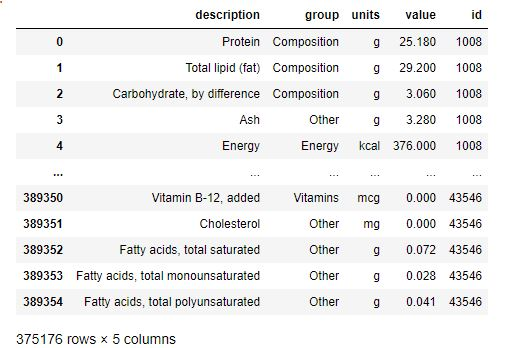 description group units value id
0 Protein Composition g 25.180 1008
1 Total lipid (fat) Composition g 29.200 1008
2 Carbohydrate, by difference Composition g 3.060 1008
3 Ash Other g 3.280 1008
4 Energy Energy kcal 376.000 1008
... ... ... ... ... ...
389350 Vitamin B-12, added Vitamins mcg 0.000 43546
389351 Cholesterol Other mg 0.000 43546
389352 Fatty acids, total saturated Other g 0.072 43546
389353 Fatty acids, total monounsaturated Other g 0.028 43546
389354 Fatty acids, total polyunsaturated Other g 0.041 43546
375176 rows × 5 columns